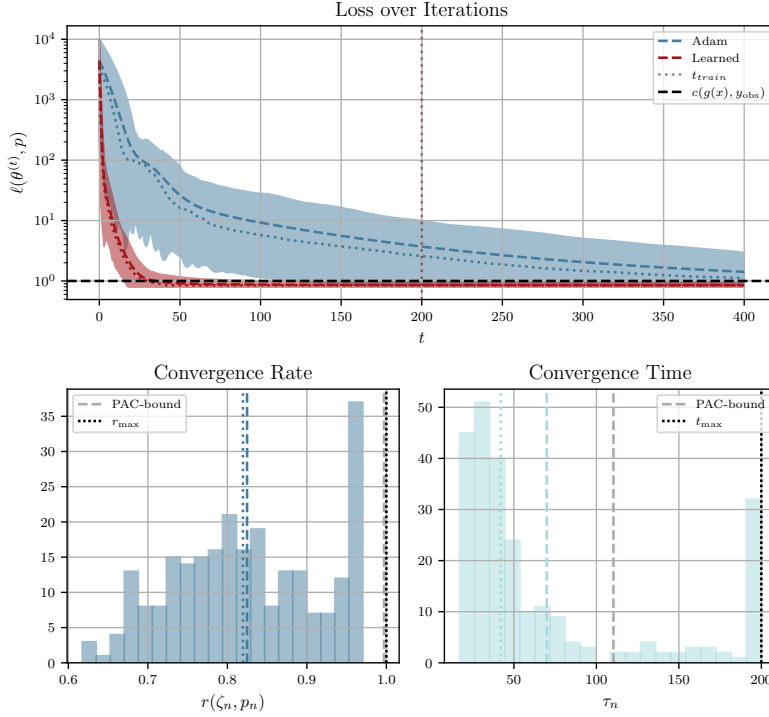 Loss over Iterations
ℓ(θ^(t), p)
10^4
10^3
10^2
10^1
10^0
Adam
Learned
t_train
c(g(x), y_obs)
0 50 100 150 200 250 300 350 400
t
Convergence Rate
35
30
25
20
15
10
5
0
PAC-bound
r_max
0.6 0.7 0.8 0.9 1.0
r(ζ_n, p_n)
Convergence Time
50
40
30
20
10
0
PAC-bound
t_max
50 100 150 200
τ_n